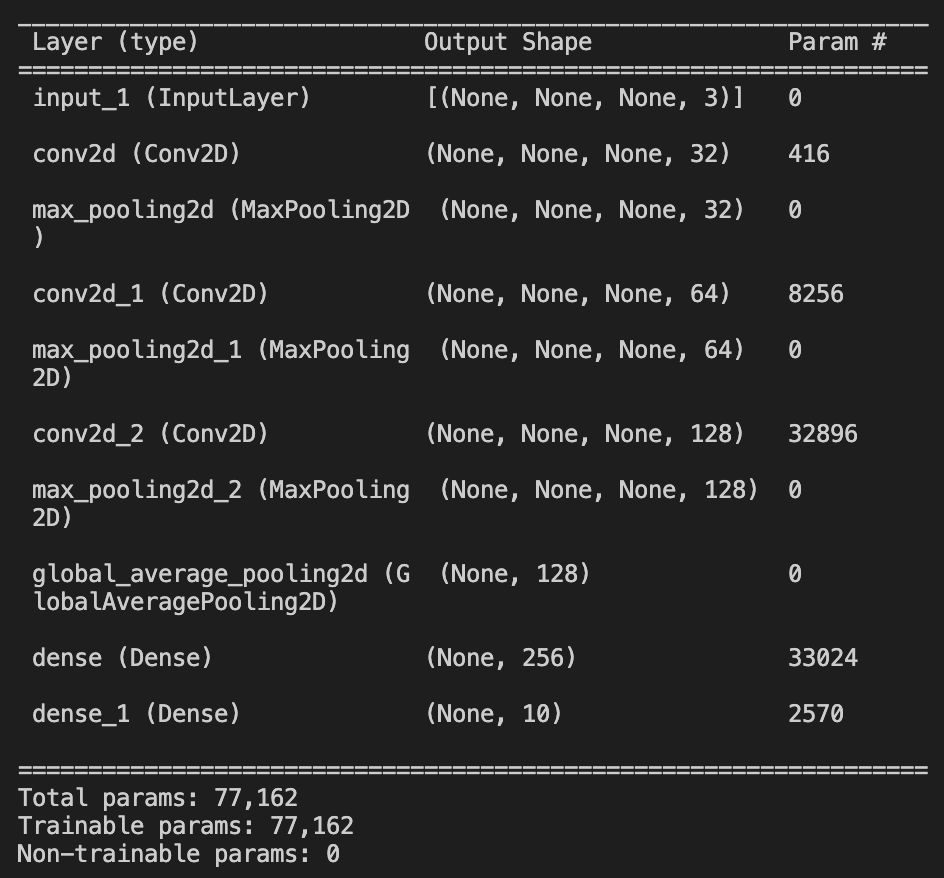 _________________________________________________________________
Layer (type)                Output Shape              Param #
=================================================================
input_1 (InputLayer)        [(None, None, None, 3)]   0
conv2d (Conv2D)             (None, None, None, 32)    416
max_pooling2d (MaxPooling2D  (None, None, None, 32)   0
)
conv2d_1 (Conv2D)           (None, None, None, 64)    8256
max_pooling2d_1 (MaxPooling  (None, None, None, 64)   0
2D)
conv2d_2 (Conv2D)           (None, None, None, 128)   32896
max_pooling2d_2 (MaxPooling  (None, None, None, 128)  0
2D)
global_average_pooling2d (G  (None, 128)              0
lobalAveragePooling2D)
dense (Dense)               (None, 256)               33024
dense_1 (Dense)             (None, 10)                2570
=================================================================
Total params: 77,162
Trainable params: 77,162
Non-trainable params: 0